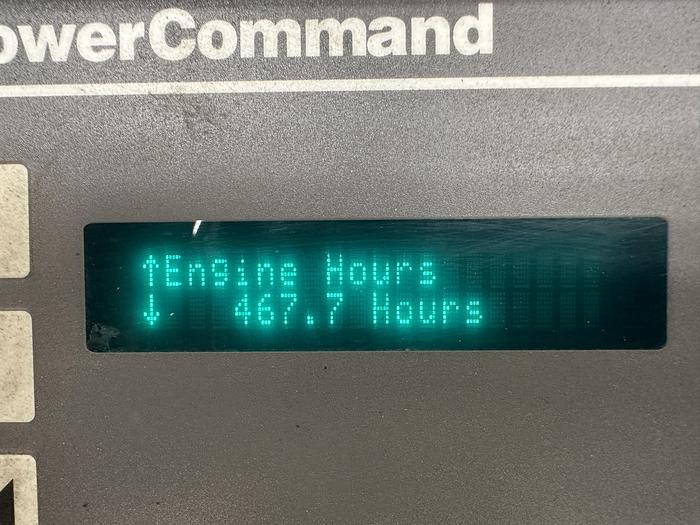 owerCommand
↑Engine Hours
↓ 467.7 Hours